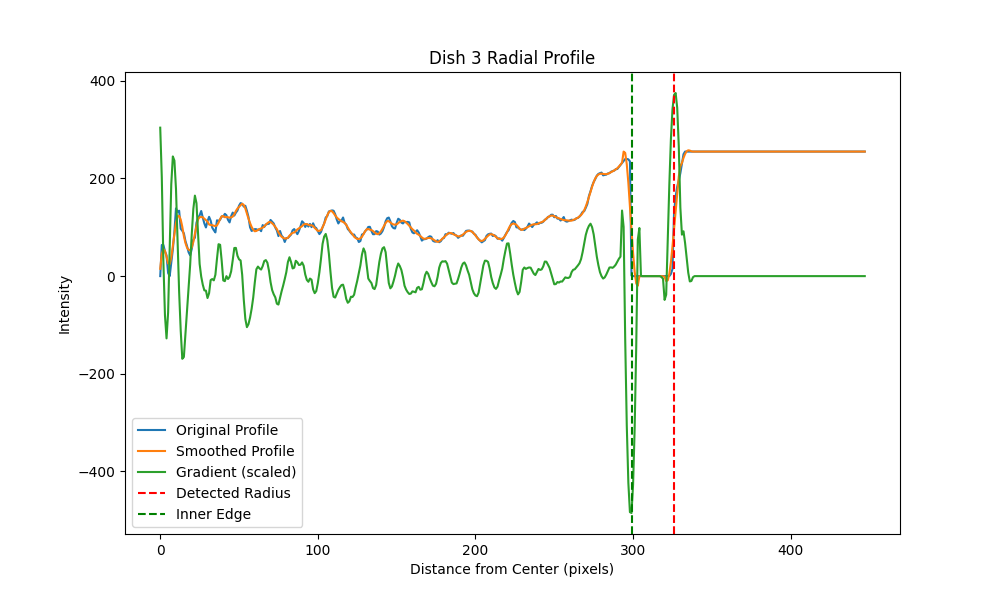 Dish 3 Radial Profile
Intensity
400
200
0
−200
−400
Original Profile
Smoothed Profile
Gradient (scaled)
Detected Radius
Inner Edge
0 100 200 300 400
Distance from Center (pixels)